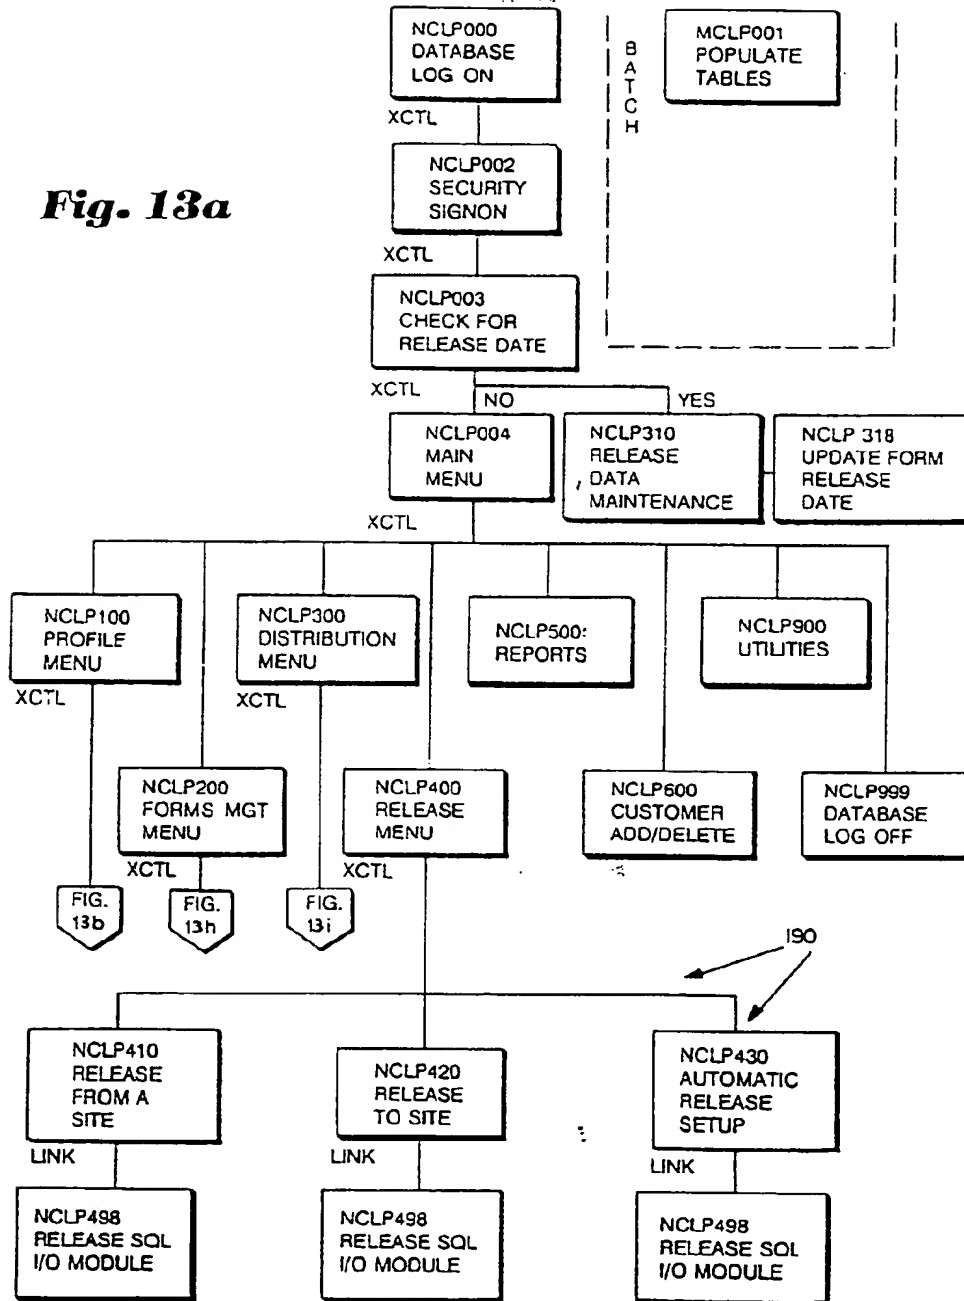 NCLP000
DATABASE
LOG ON
BATCH
MCLP001
POPULATE
TABLES
XCTL
Fig. 13a
NCLP002
SECURITY
SIGNON
XCTL
NCLP003
CHECK FOR
RELEASE DATE
XCTL
NO
YES
NCLP004
MAIN
MENU
NCLP310
RELEASE
DATA
MAINTENANCE
NCLP 318
UPDATE FORM
RELEASE
DATE
XCTL
NCLP100
PROFILE
MENU
XCTL
NCLP300
DISTRIBUTION
MENU
XCTL
NCLP500:
REPORTS
NCLP900
UTILITIES
NCLP200
FORMS MGT
MENU
XCTL
NCLP400
RELEASE
MENU
XCTL
NCLP600
CUSTOMER
ADD/DELETE
NCLP999
DATABASE
LOG OFF
FIG.
13b
FIG.
13h
FIG.
13i
190
NCLP410
RELEASE
FROM A
SITE
LINK
NCLP420
RELEASE
TO SITE
LINK
NCLP430
AUTOMATIC
RELEASE
SETUP
LINK
NCLP498
RELEASE SQL
I/O MODULE
NCLP498
RELEASE SQL
I/O MODULE
NCLP498
RELEASE SQL
I/O MODULE